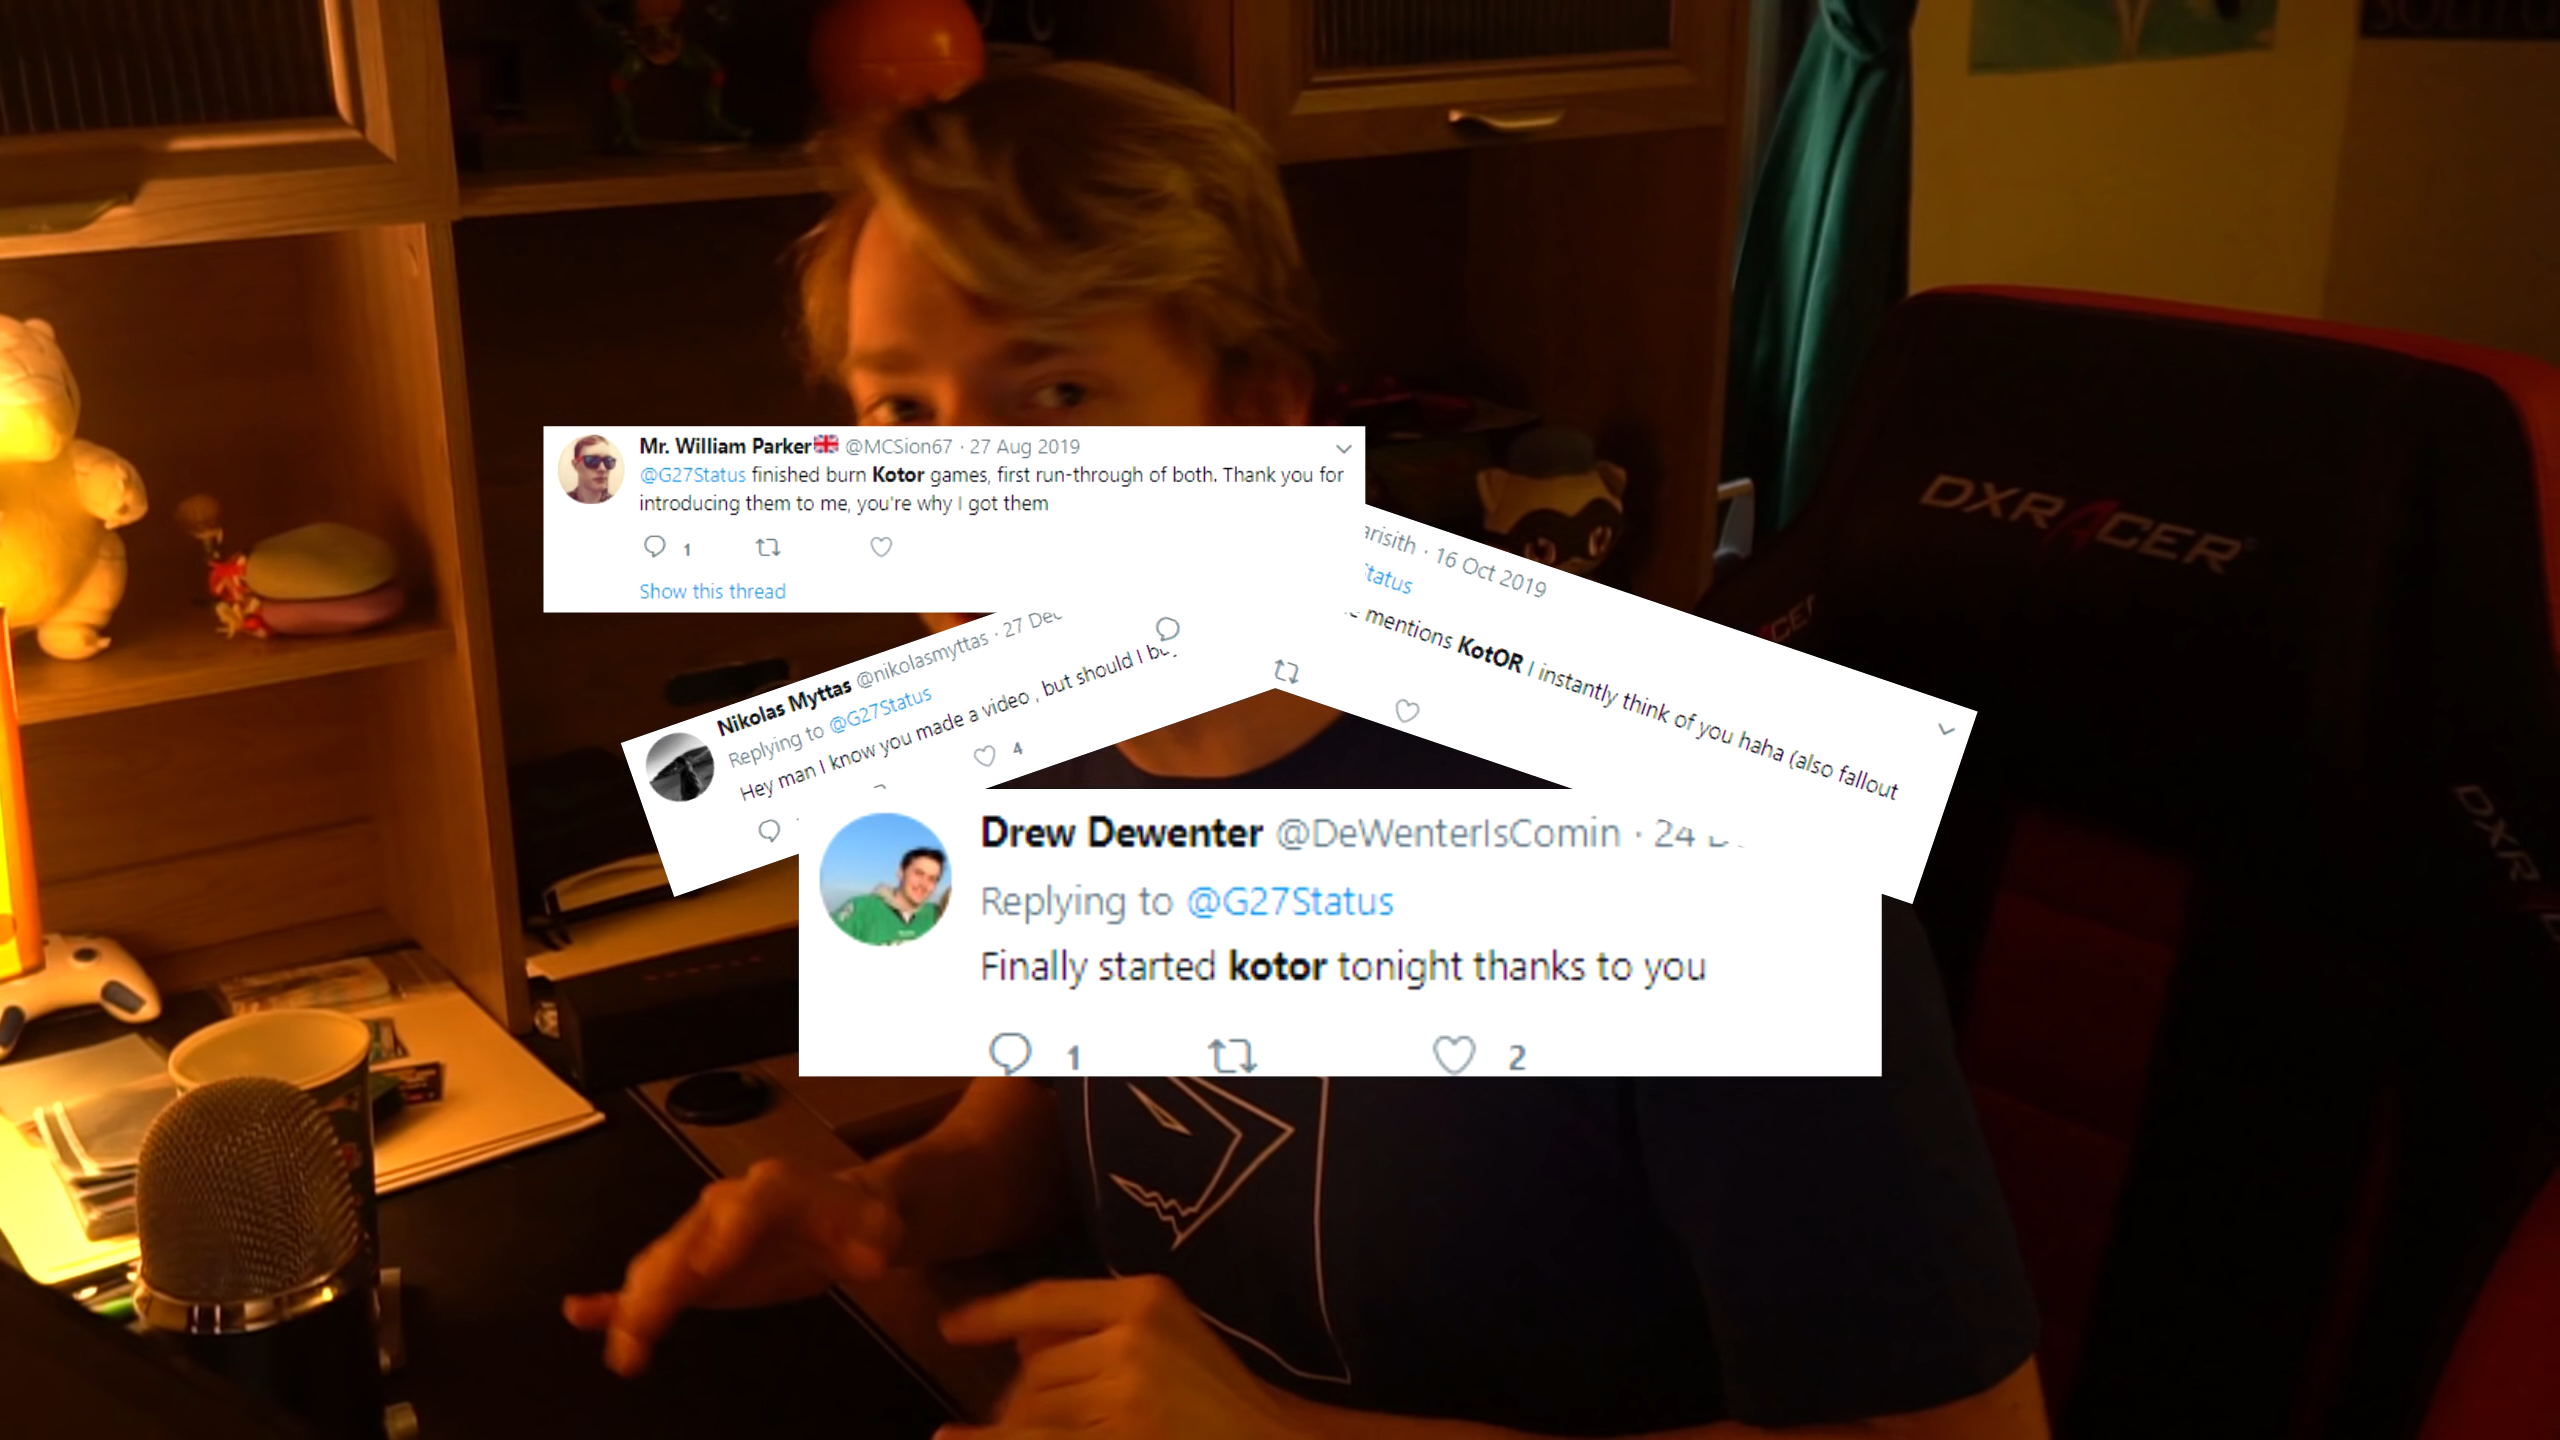 Mr. William Parker @MCSion67 · 27 Aug 2019
@G27Status finished burn Kotor games, first run-through of both. Thank you for
introducing them to me, you're why I got them
1
Show this thread
arisith · 16 Oct 2019
Status
mentions KotOR I instantly think of you haha (also fallout
Nikolas Myttas @nikolasmyttas · 27 Dec
Replying to @G27Status
Hey man I know you made a video , but should I
4
Drew Dewenter @DeWenterIsComin · 24
Replying to @G27Status
Finally started kotor tonight thanks to you
1 2
DXRACER
DXR